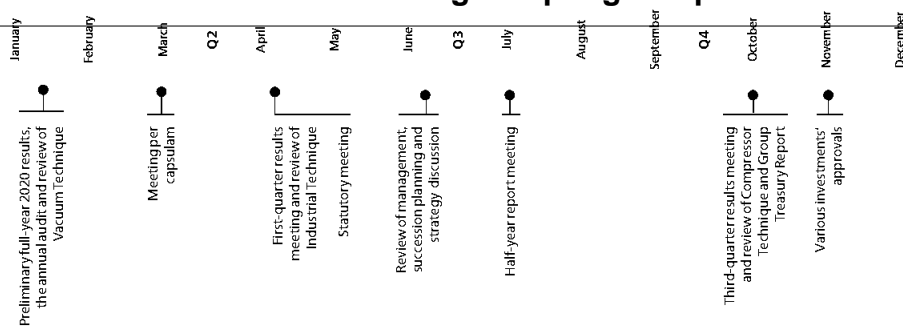 January
February
March
Q2
April
May
June
Q3
July
August
September
Q4
October
November
December
Preliminary full-year 2020 results,
the annual audit and review of
Vacuum Technique
Meeting per
capsulam
First-quarter results
meeting and review of
Industrial Technique
Statutory meeting
Review of management,
succession planning and
strategy discussion
Half-year report meeting
Third-quarter results meeting
and review of Compressor
Technique and Group
Treasury Report
Various investments'
approvals